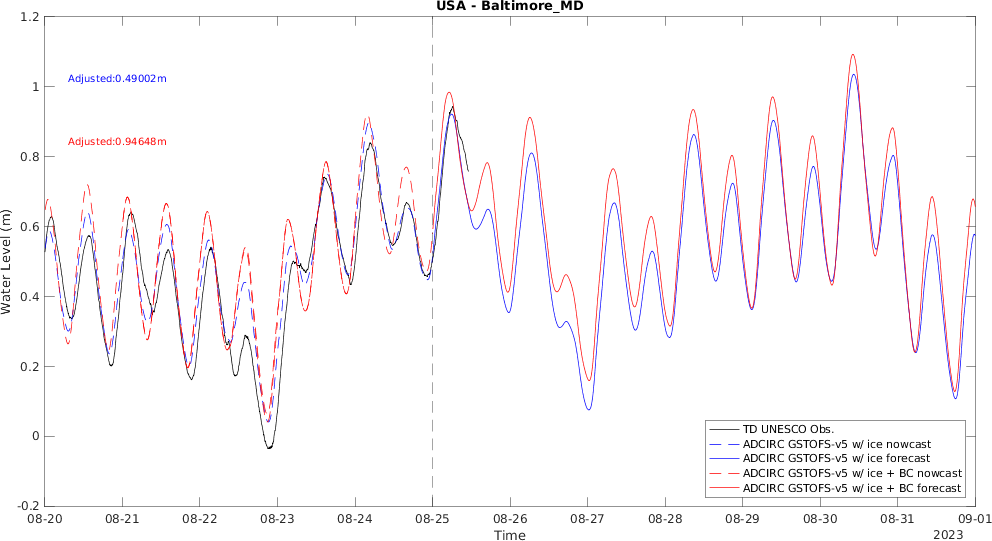 USA - Baltimore_MD
1.2
1
0.8
0.6
0.4
0.2
0
-0.2
Water Level (m)
Adjusted:0.49002m
Adjusted:0.94648m
TD UNESCO Obs.
ADCIRC GSTOFS-v5 w/ ice nowcast
ADCIRC GSTOFS-v5 w/ ice forecast
ADCIRC GSTOFS-v5 w/ ice + BC nowcast
ADCIRC GSTOFS-v5 w/ ice + BC forecast
08-20 08-21 08-22 08-23 08-24 08-25 08-26 08-27 08-28 08-29 08-30 08-31 09-01
Time
2023